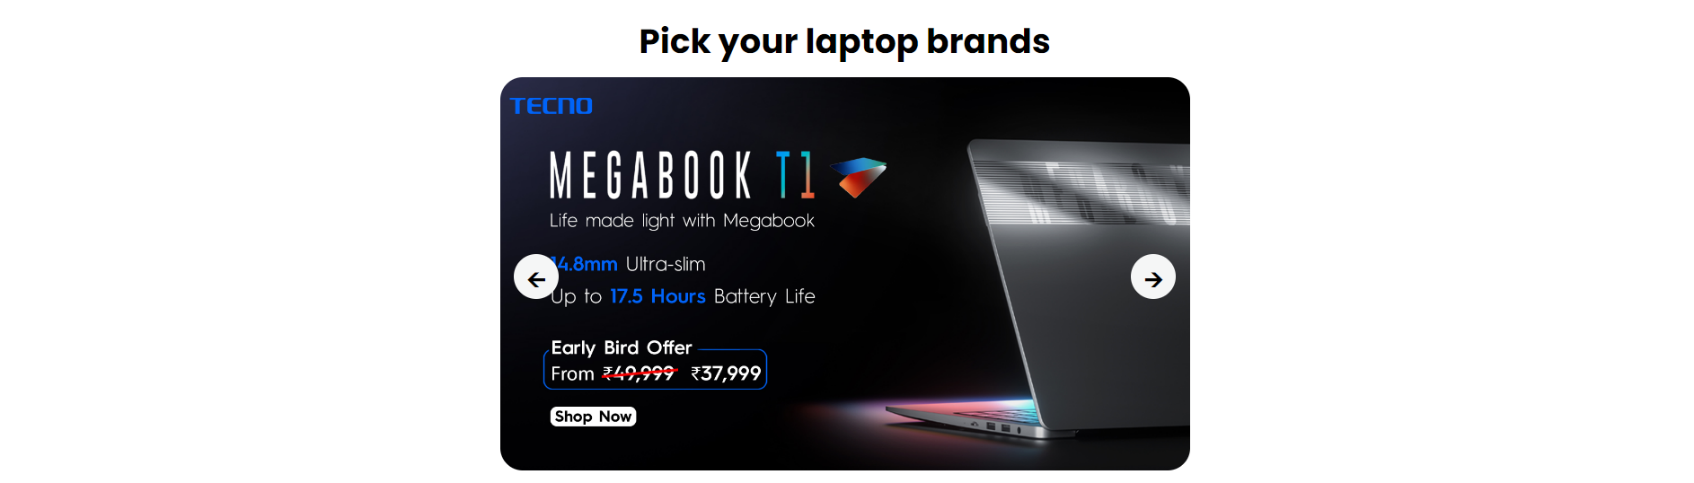 Pick your laptop brands
TECNO
MEGABOOK T1
Life made light with Megabook
14.8mm Ultra-slim
Up to 17.5 Hours Battery Life
Early Bird Offer
From ₹49,999 ₹37,999
Shop Now